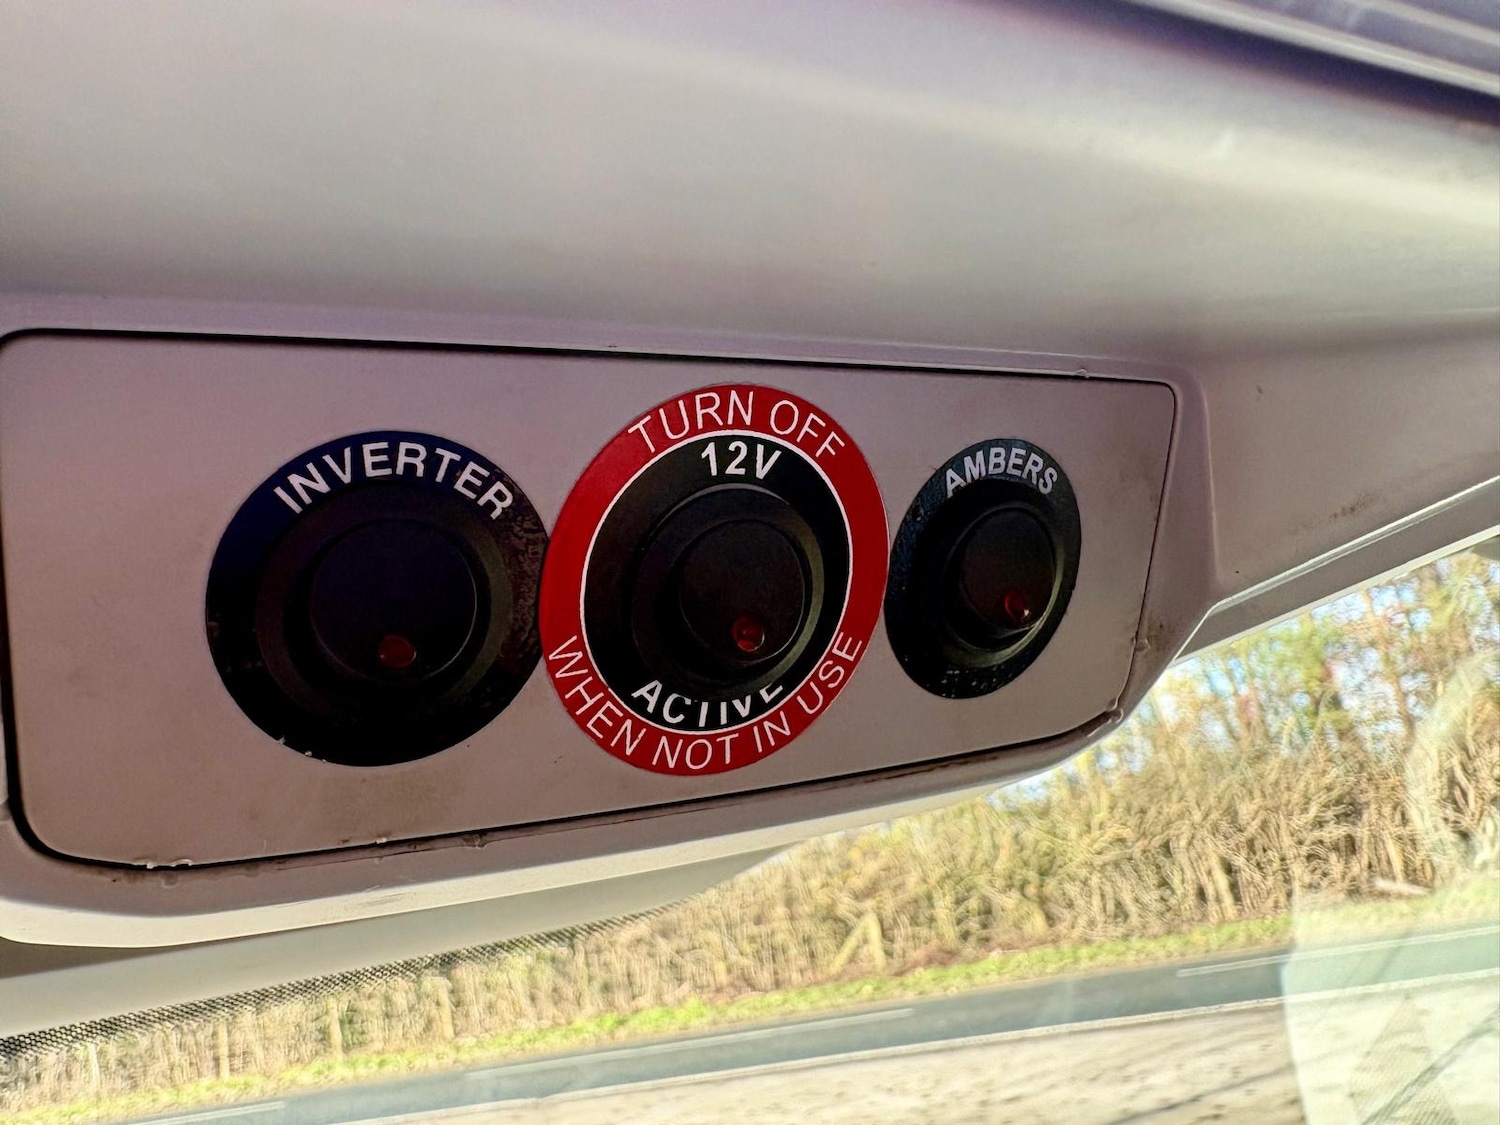 INVERTER
TURN OFF
12V
ACTIVE
WHEN NOT IN USE
AMBERS